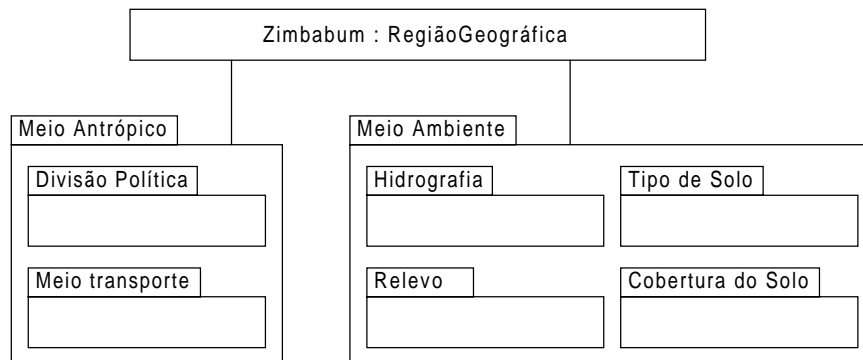 Zimbabum : RegiãoGeográfica
Meio Antrópico
Meio Ambiente
Divisão Política
Hidrografia
Tipo de Solo
Meio transporte
Relevo
Cobertura do Solo